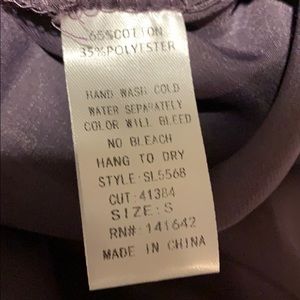 65%COTTON
35%POLYESTER
HAND WASH COLD
WATER SEPARATELY
COLOR WILL BLEED
NO BLEACH
HANG TO DRY
STYLE:SL5568
CUT:41384
SIZE:S
RN#:141642
MADE IN CHINA